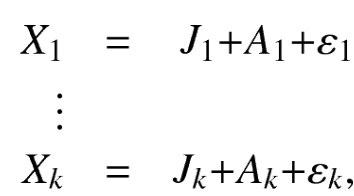 X₁ = J₁+A₁+ε₁
⋮
Xₖ = Jₖ+Aₖ+εₖ,